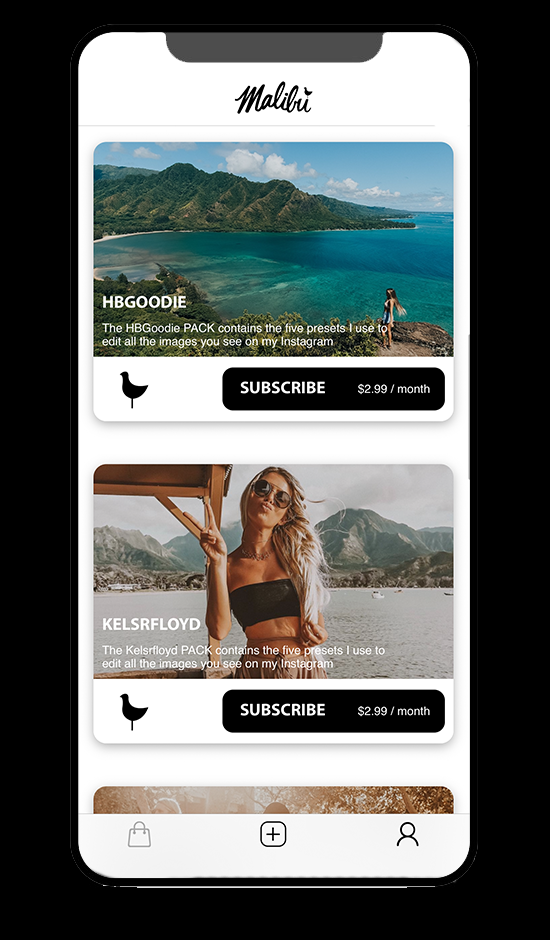 Malibu
HBGOODIE
The HBGoodie PACK contains the five presets I use to
edit all the images you see on my Instagram
SUBSCRIBE $2.99 / month
KELSRFLOYD
The Kelsrfloyd PACK contains the five presets I use to
edit all the images you see on my Instagram
SUBSCRIBE $2.99 / month